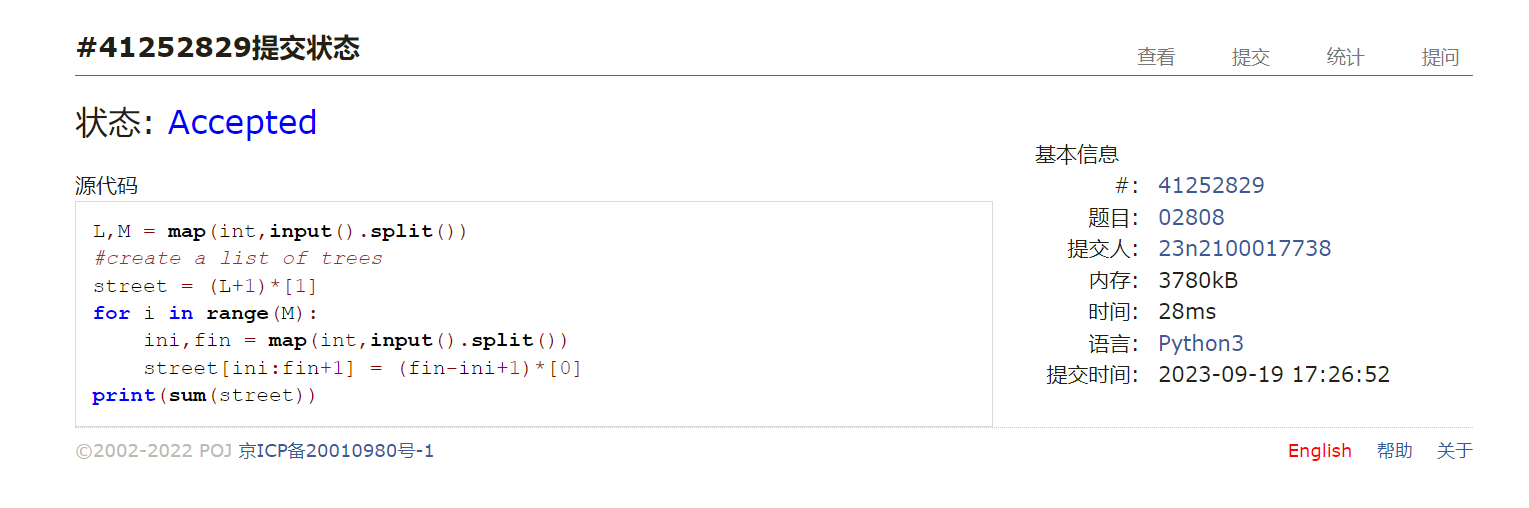 #41252829提交状态
查看 提交 统计 提问
状态: Accepted
源代码
L,M = map(int,input().split())
#create a list of trees
street = (L+1)*[1]
for i in range(M):
    ini,fin = map(int,input().split())
    street[ini:fin+1] = (fin-ini+1)*[0]
print(sum(street))
基本信息
#: 41252829
题目: 02808
提交人: 23n2100017738
内存: 3780kB
时间: 28ms
语言: Python3
提交时间: 2023-09-19 17:26:52
©2002-2022 POJ 京ICP备20010980号-1
English 帮助 关于